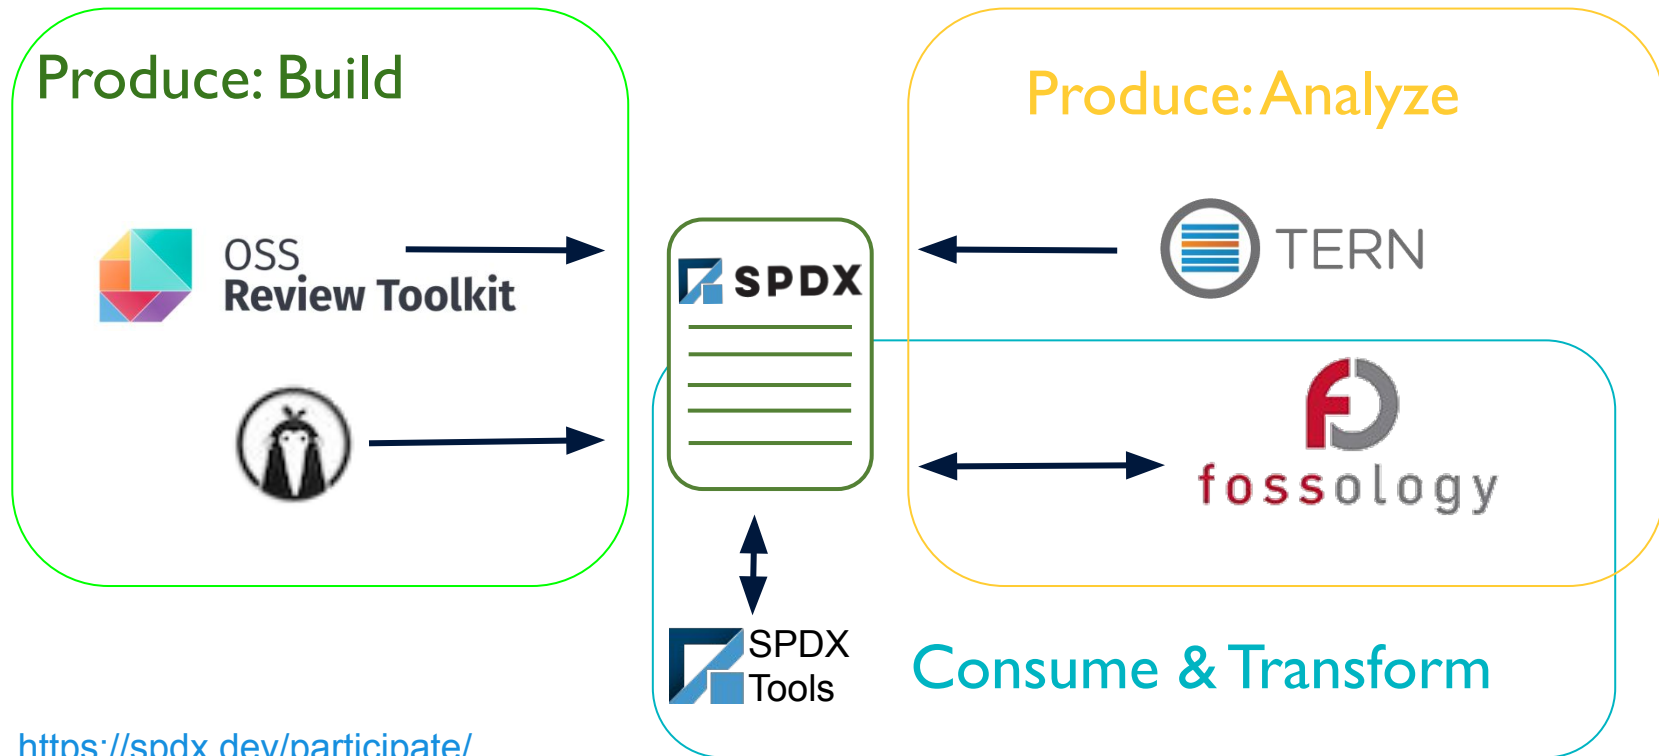 Produce: Build
Produce: Analyze
OSS
Review Toolkit
SPDX
TERN
fossology
SPDX
Tools
Consume & Transform
https://spdx.dev/participate/